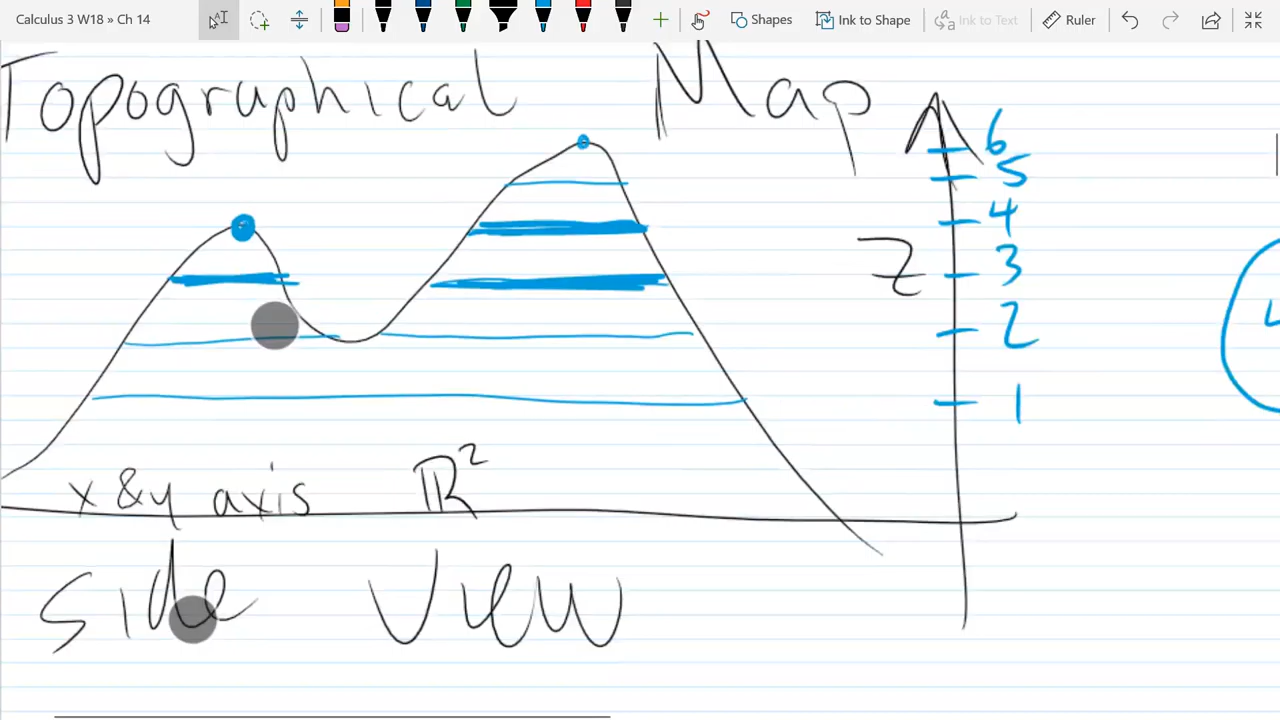 Calculus 3 W18 » Ch 14
Shapes
Ink to Shape
Ink to Text
Ruler
Topographical Map
6
5
4
3
2
1
Z
x & y axis ℝ²
side view